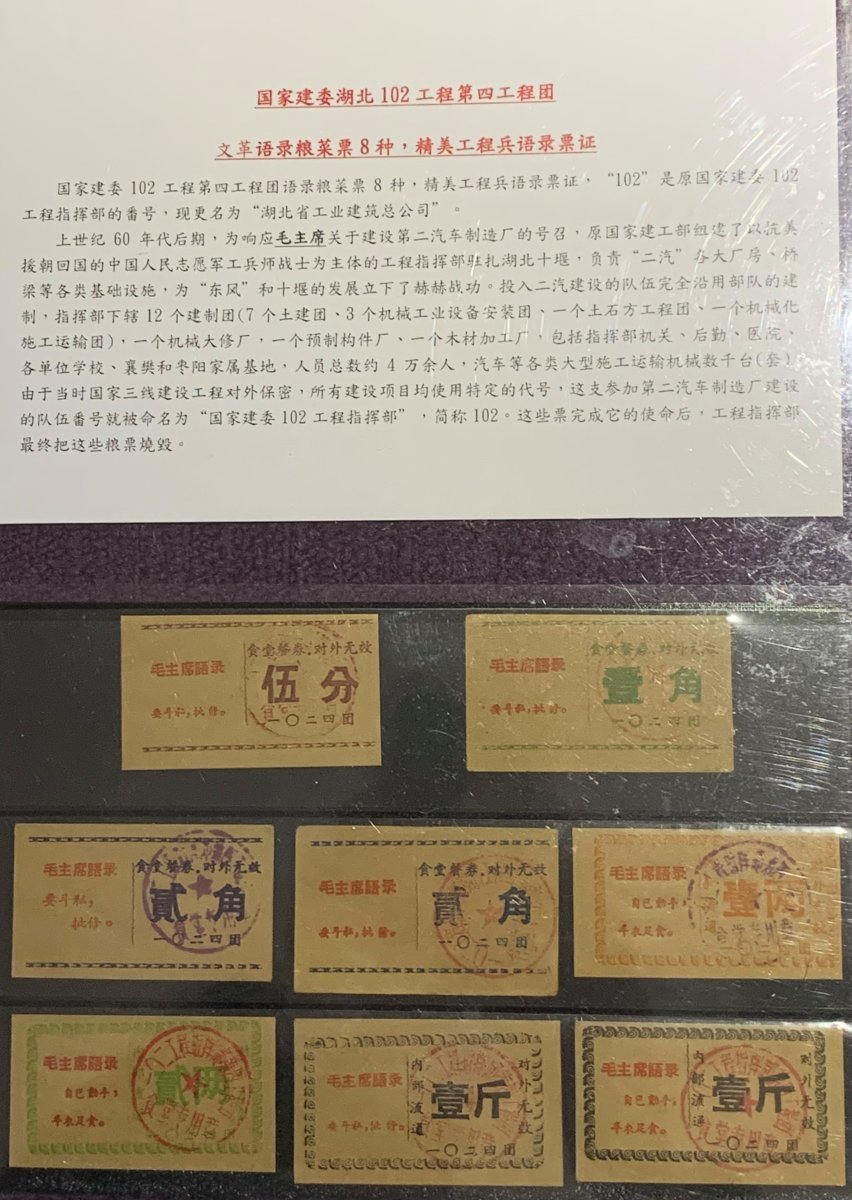 国家建委湖北102工程第四工程团
文革语录粮菜票8种，精美工程兵语录票证
国家建委102工程第四工程团语录粮菜票8种，精美工程兵语录票证，“102”是原国家建委102
工程指挥部的番号，现更名为“湖北省工业建筑总公司”。
上世纪60年代后期，为响应毛主席关于建设第二汽车制造厂的号召，原国家建工部组建了以抗美
援朝回国的中国人民志愿军工兵师战士为主体的工程指挥部驻扎湖北十堰，负责“二汽”各大厂房、桥
梁等各类基础设施，为“东风”和十堰的发展立下了赫赫战功。投入二汽建设的队伍完全沿用部队的建
制，指挥部下辖12个建制团(7个土建团、3个机械工业设备安装团、一个土石方工程团、一个机械化
施工运输团)，一个机械大修厂，一个预制构件厂、一个木材加工厂，包括指挥部机关、后勤、医院、
各单位学校、襄樊和枣阳家属基地，人员总数约4万余人，汽车等各类大型施工运输机械数千台(套)。
由于当时国家三线建设工程对外保密，所有建设项目均使用特定的代号，这支参加第二汽车制造厂建设
的队伍番号就被命名为“国家建委102工程指挥部”，简称102。这些票完成它的使命后，工程指挥部
最终把这些粮票燒毁。
毛主席語录
要斗私，批修。
食堂餐券，对外无效
伍分
一〇二四团
毛主席語录
要斗私，批修。
食堂餐券，对外无效
壹角
一〇二四团
毛主席語录
要斗私，
批修。
食堂餐券，对外无效
貳角
一〇二四团
毛主席語录
要斗私，批修。
食堂餐券，对外无效
貳角
一〇二四团
毛主席語录
自己動手，
丰衣足食。
壹两
毛主席語录
自己動手，
丰衣足食。
貳两
毛主席語录
要斗私，批修。
内部流通
壹斤
对外无效
一〇二四团
毛主席語录
自己動手，
丰衣足食。
内部流通
壹斤
对外无效
一〇二四团